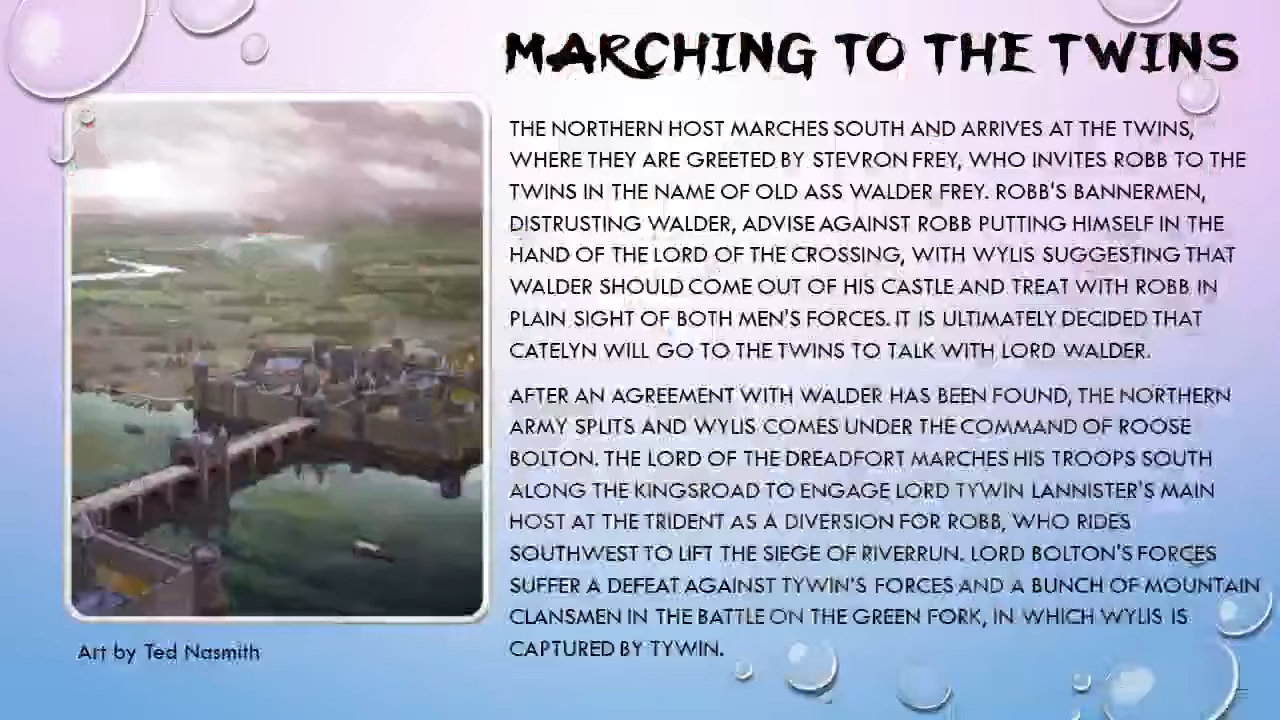 MARCHING TO THE TWINS
THE NORTHERN HOST MARCHES SOUTH AND ARRIVES AT THE TWINS,
WHERE THEY ARE GREETED BY STEVRON FREY, WHO INVITES ROBB TO THE
TWINS IN THE NAME OF OLD ASS WALDER FREY. ROBB'S BANNERMEN,
DISTRUSTING WALDER, ADVISE AGAINST ROBB PUTTING HIMSELF IN THE
HAND OF THE LORD OF THE CROSSING, WITH WYLIS SUGGESTING THAT
WALDER SHOULD COME OUT OF HIS CASTLE AND TREAT WITH ROBB IN
PLAIN SIGHT OF BOTH MEN'S FORCES. IT IS ULTIMATELY DECIDED THAT
CATELYN WILL GO TO THE TWINS TO TALK WITH LORD WALDER.
AFTER AN AGREEMENT WITH WALDER HAS BEEN FOUND, THE NORTHERN
ARMY SPLITS AND WYLIS COMES UNDER THE COMMAND OF ROOSE
BOLTON. THE LORD OF THE DREADFORT MARCHES HIS TROOPS SOUTH
ALONG THE KINGSROAD TO ENGAGE LORD TYWIN LANNISTER'S MAIN
HOST AT THE TRIDENT AS A DIVERSION FOR ROBB, WHO RIDES
SOUTHWEST TO LIFT THE SIEGE OF RIVERRUN. LORD BOLTON'S FORCES
SUFFER A DEFEAT AGAINST TYWIN'S FORCES AND A BUNCH OF MOUNTAIN
CLANSMEN IN THE BATTLE ON THE GREEN FORK, IN WHICH WYLIS IS
CAPTURED BY TYWIN.
Art by Ted Nasmith